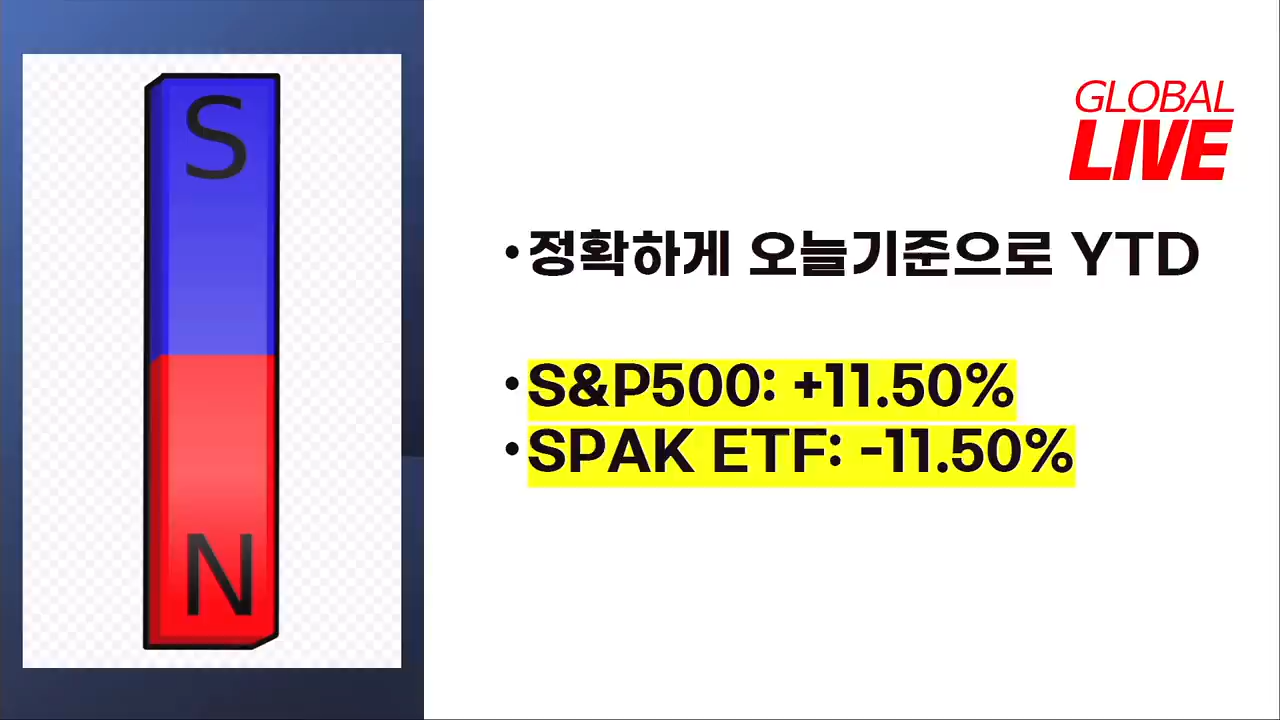 S
N
GLOBAL
LIVE
•정확하게 오늘기준으로 YTD
•S&P500: +11.50%
•SPAK ETF: -11.50%